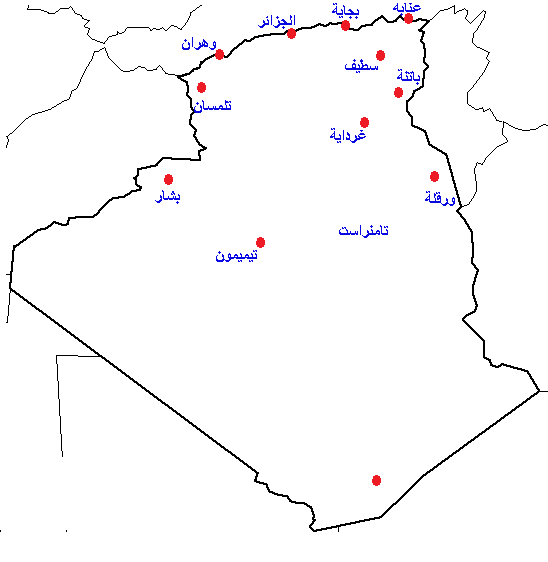 عنابه
بجاية
الجزائر
وهران
سطيف
باتنة
تلمسان
غرداية
بشار
ورقلة
تامنراست
تيميمون